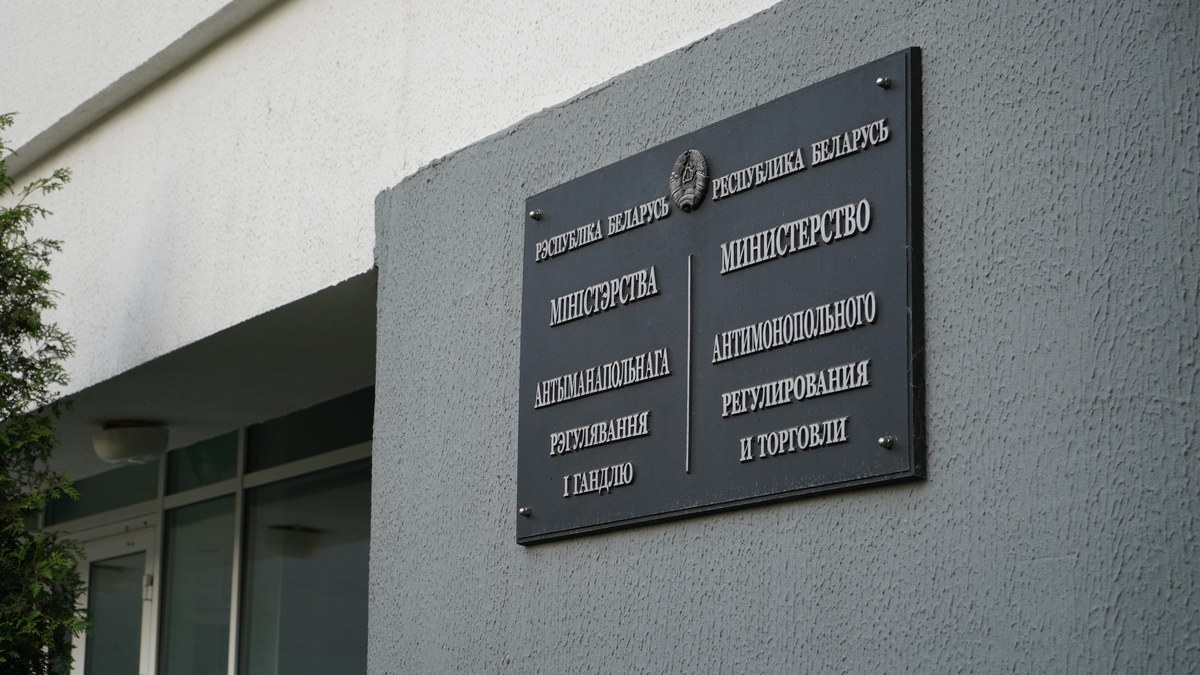 РЭСПУБЛІКА БЕЛАРУСЬ
МІНІСТЭРСТВА
АНТЫМАНАПОЛЬНАГА
РЭГУЛЯВАННЯ
І ГАНДЛЮ
РЕСПУБЛИКА БЕЛАРУСЬ
МИНИСТЕРСТВО
АНТИМОНОПОЛЬНОГО
РЕГУЛИРОВАНИЯ
И ТОРГОВЛИ